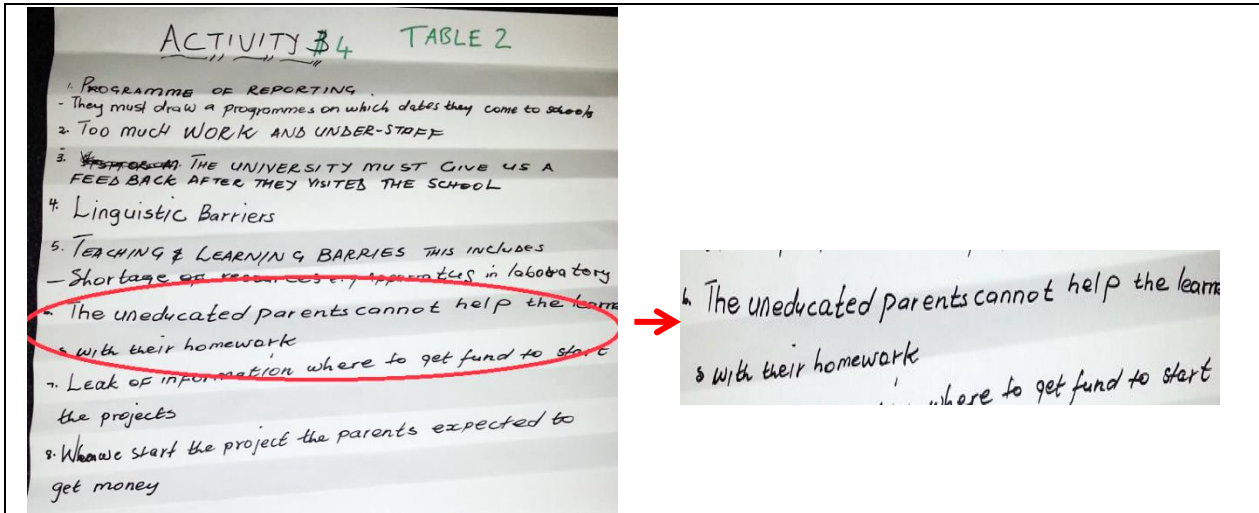 ACTIVITY 4 TABLE 2
1. PROGRAMME OF REPORTING.
- They must draw a programmes on which dates they come to schools
2. Too much WORK AND UNDER-STAFF
3. THE UNIVERSITY MUST GIVE US A
FEEDBACK AFTER THEY VISITED THE SCHOOL
4. Linguistic Barriers
5. TEACHING & LEARNING BARRIES THIS INCLUDES
- Shortage of resources e.g apparatus in laboratory
The uneducated parents cannot help the learne
s with their homework
7. Leak of information where to get fund to start
the projects
8. When we start the project the parents expected to
get money
6. The uneducated parents cannot help the learne
s with their homework
where to get fund to start